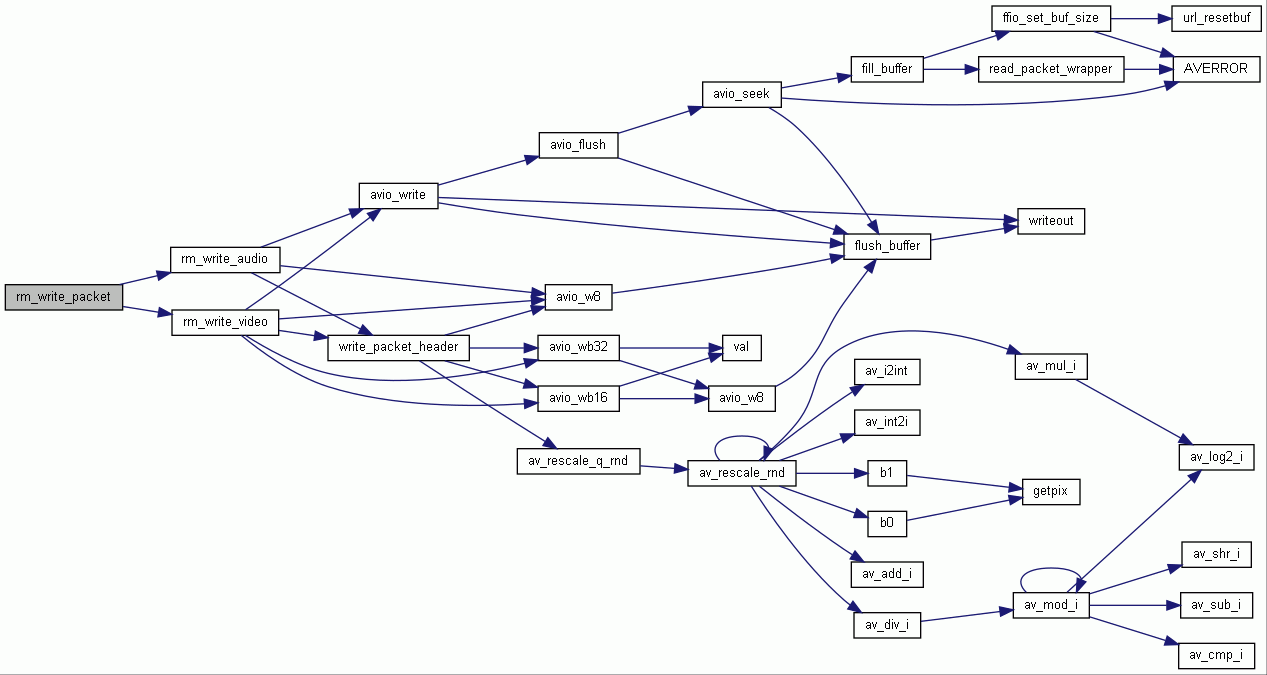 ffio_set_buf_size
url_resetbuf
fill_buffer
read_packet_wrapper
AVERROR
avio_seek
avio_flush
avio_write
writeout
flush_buffer
rm_write_audio
rm_write_packet
avio_w8
rm_write_video
write_packet_header
avio_wb32
val
av_mul_i
av_i2int
avio_wb16
avio_w8
av_int2i
av_rescale_q_rnd
av_log2_i
av_rescale_rnd
b1
getpix
b0
av_shr_i
av_add_i
av_mod_i
av_sub_i
av_div_i
av_cmp_i